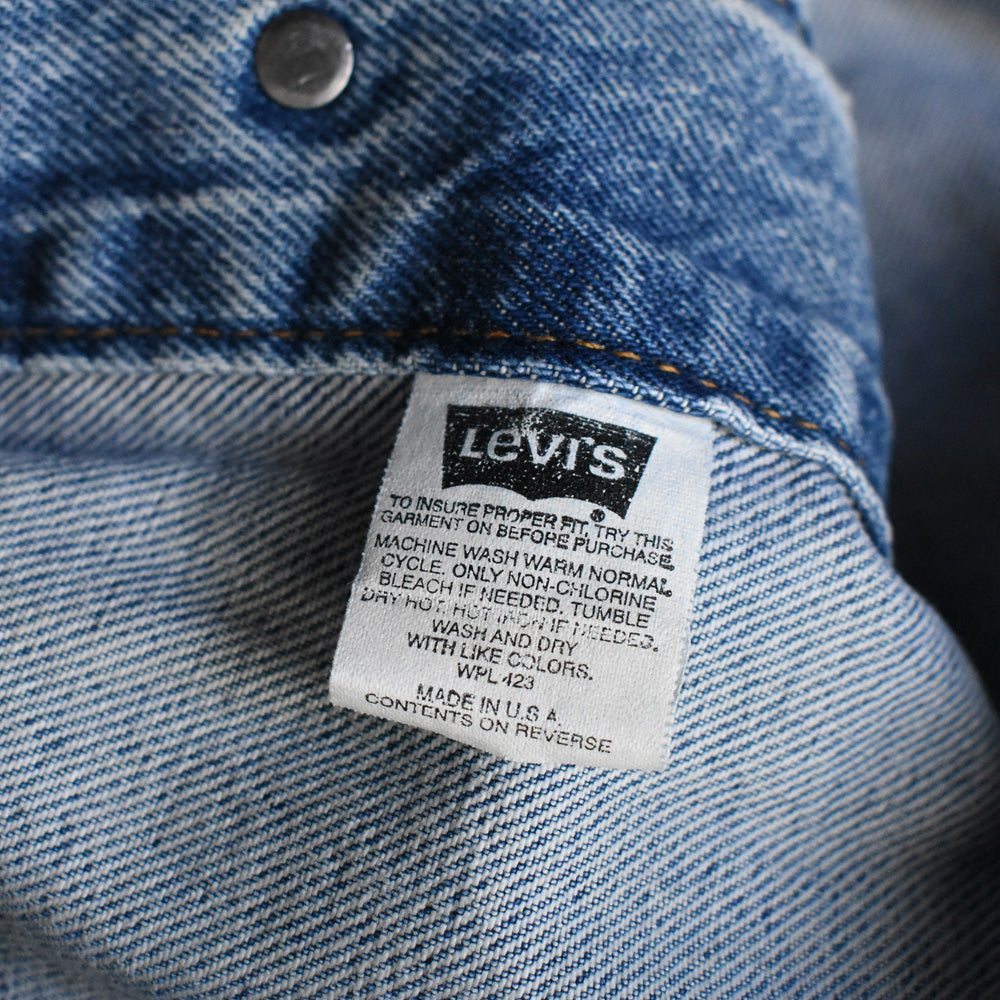 Levi's
®
TO INSURE PROPER FIT, TRY THIS
GARMENT ON BEFORE PURCHASE.
MACHINE WASH WARM NORMAL
CYCLE. ONLY NON-CHLORINE
BLEACH IF NEEDED. TUMBLE
DRY HOT. HOT IRON IF NEEDED.
WASH AND DRY
WITH LIKE COLORS.
WPL 423
MADE IN U.S.A.
CONTENTS ON REVERSE